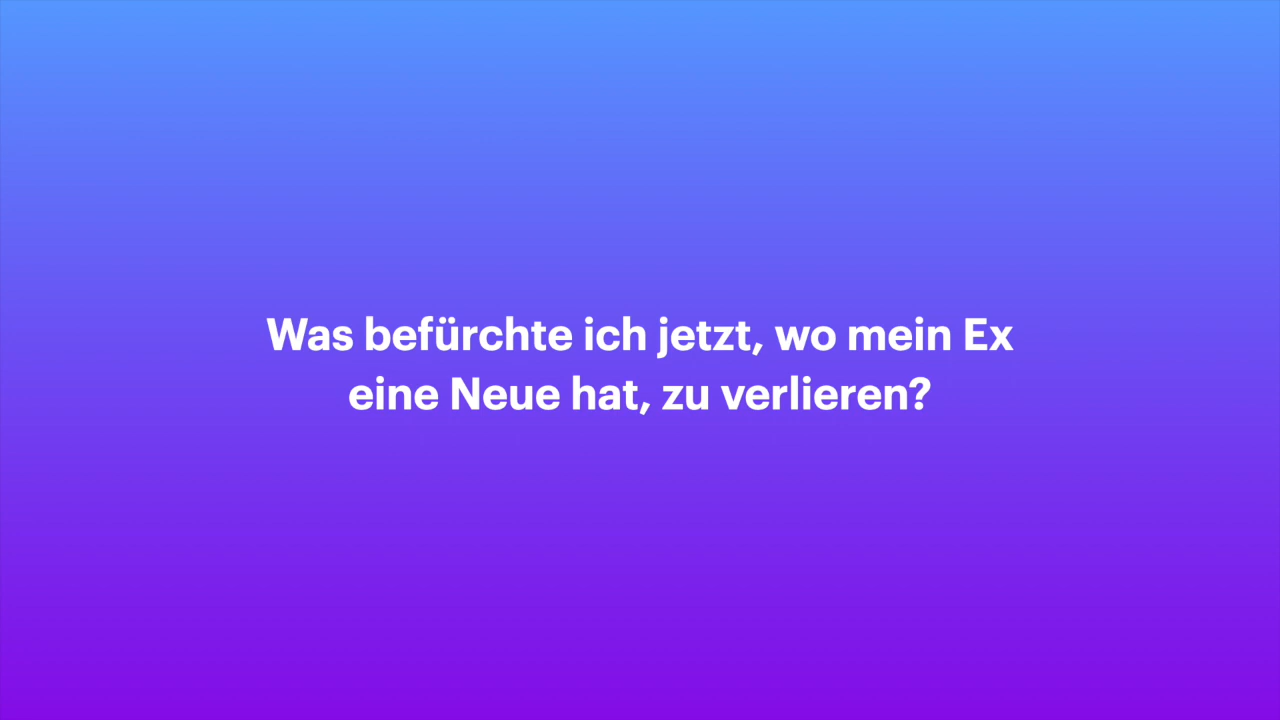 Was befürchte ich jetzt, wo mein Ex
eine Neue hat, zu verlieren?